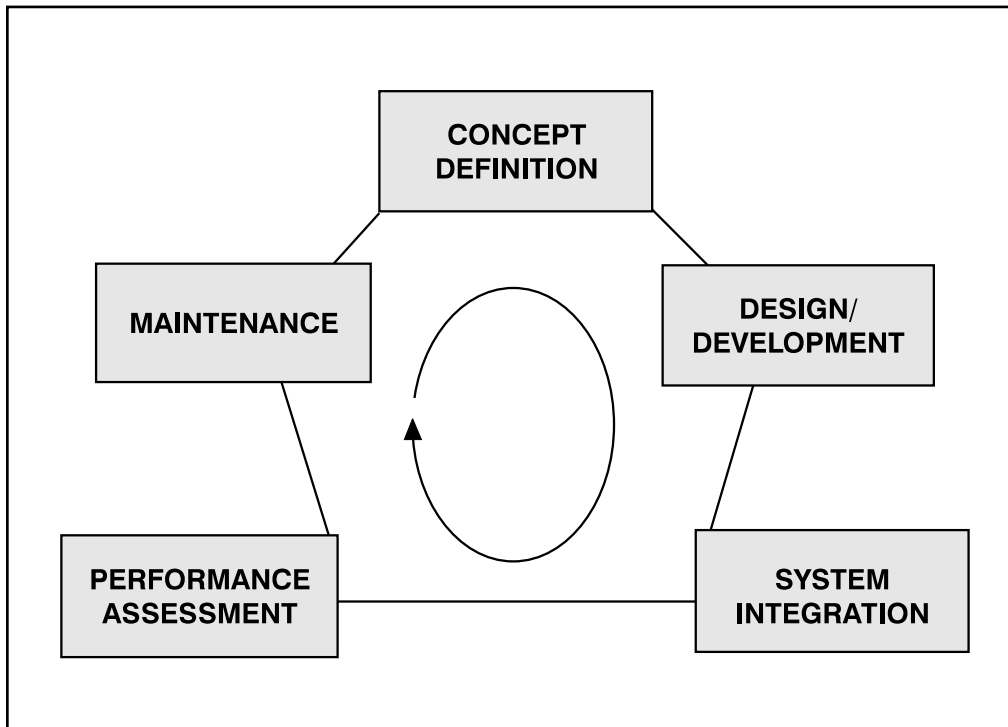 CONCEPT
DEFINITION
MAINTENANCE
DESIGN/
DEVELOPMENT
PERFORMANCE
ASSESSMENT
SYSTEM
INTEGRATION